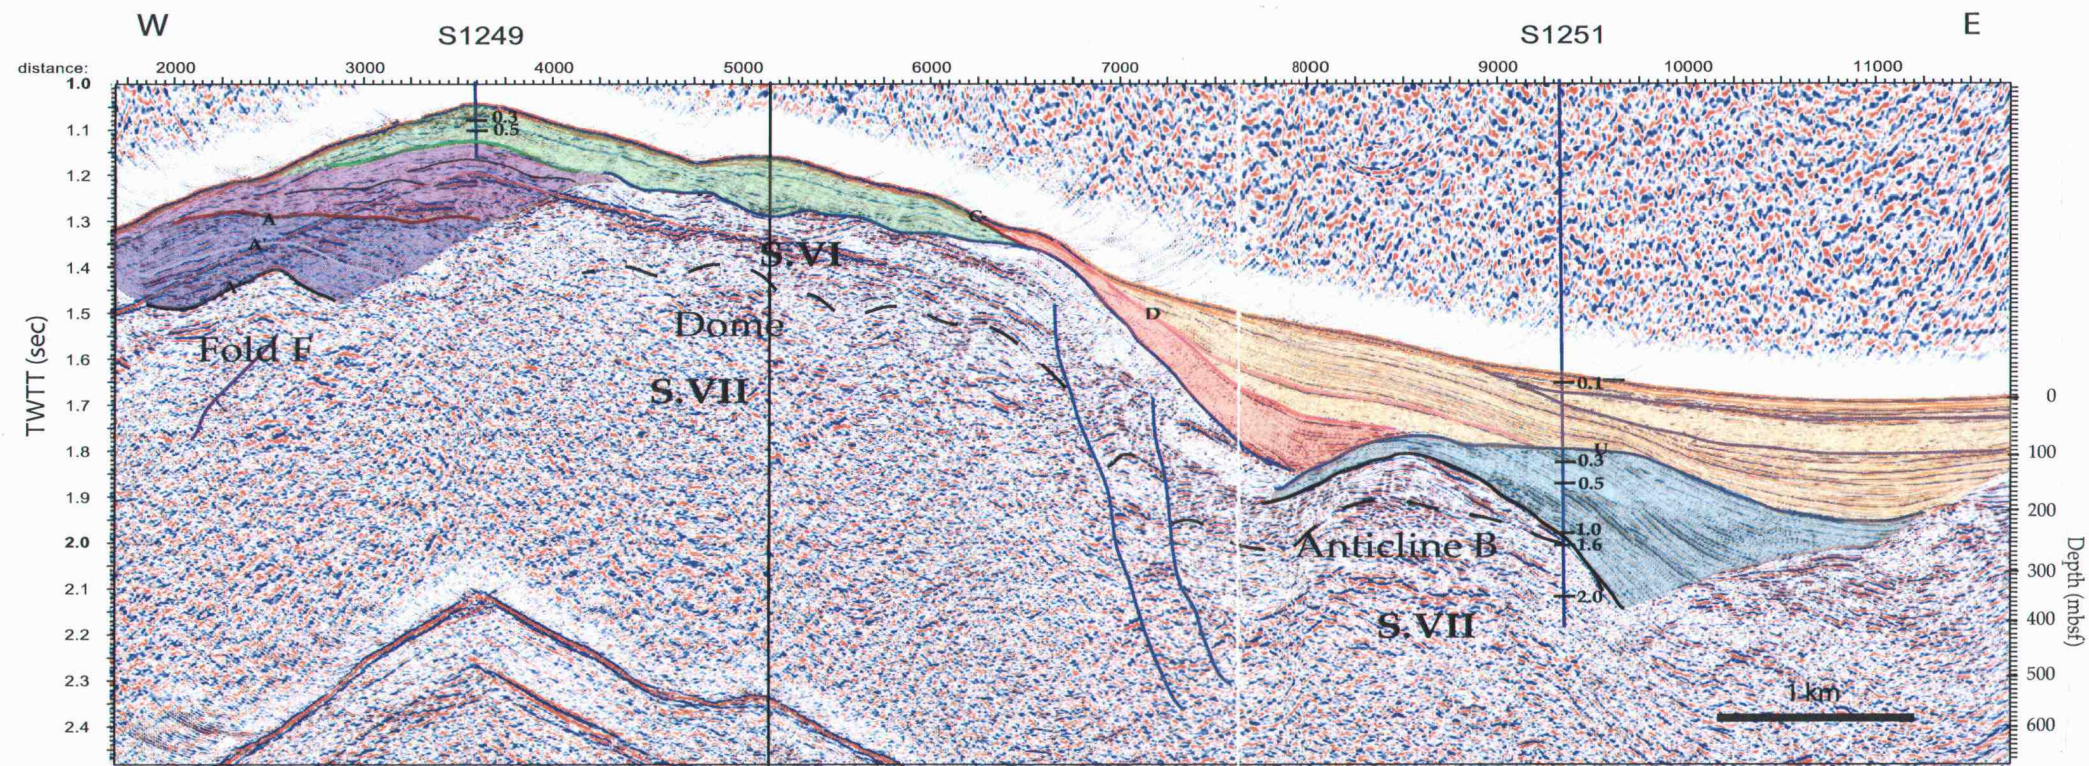 W
E
S1249
S1251
distance:
2000 3000 4000 5000 6000 7000 8000 9000 10000 11000
1.0
1.1
1.2
1.3
1.4
1.5
1.6
1.7
1.8
1.9
2.0
2.1
2.2
2.3
2.4
TWTT (sec)
0.3
0.5
A
A
A
C
D
U
S.VI
Dome
S.VII
Fold F
0.1
0.3
0.5
1.0
1.6
2.0
Anticline B
S.VII
1 km
0
100
200
300
400
500
600
Depth (mbsf)